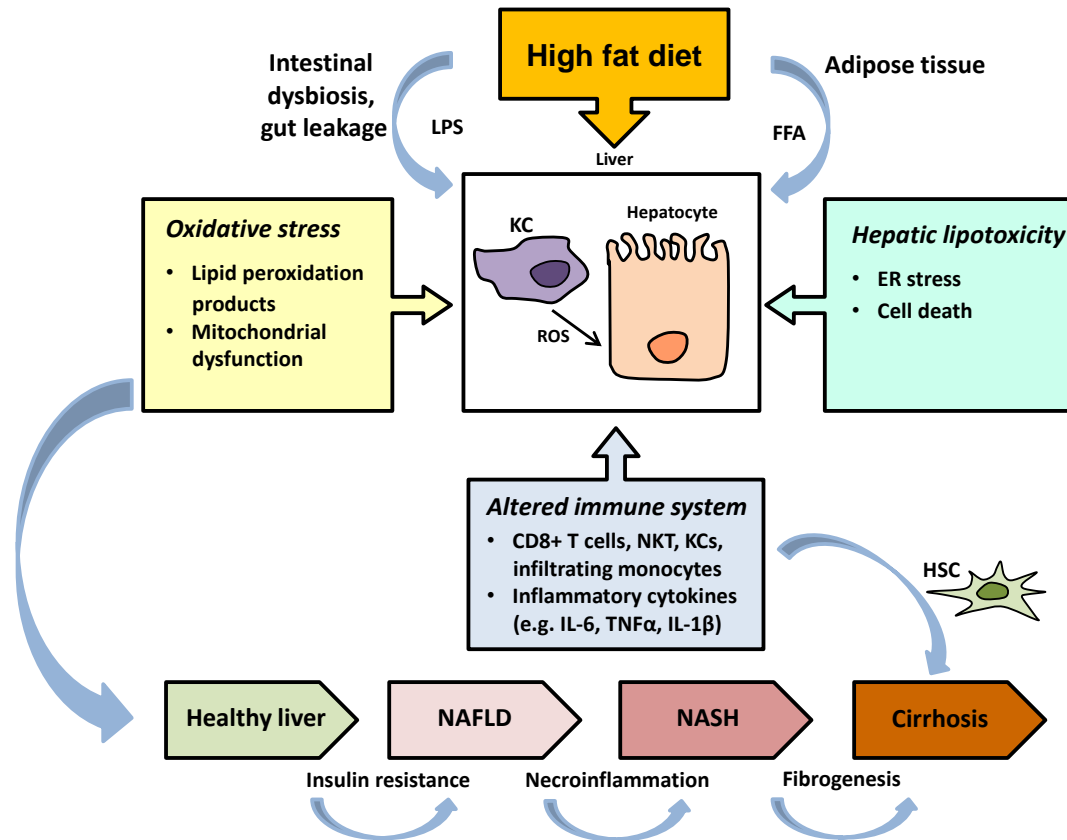 High fat diet
Intestinal
dysbiosis,
gut leakage
LPS
Adipose tissue
FFA
Liver
Oxidative stress
• Lipid peroxidation
products
• Mitochondrial
dysfunction
KC
Hepatocyte
ROS
Hepatic lipotoxicity
• ER stress
• Cell death
Altered immune system
• CD8+ T cells, NKT, KCs,
infiltrating monocytes
• Inflammatory cytokines
(e.g. IL-6, TNFα, IL-1β)
HSC
Healthy liver
NAFLD
NASH
Cirrhosis
Insulin resistance
Necroinflammation
Fibrogenesis